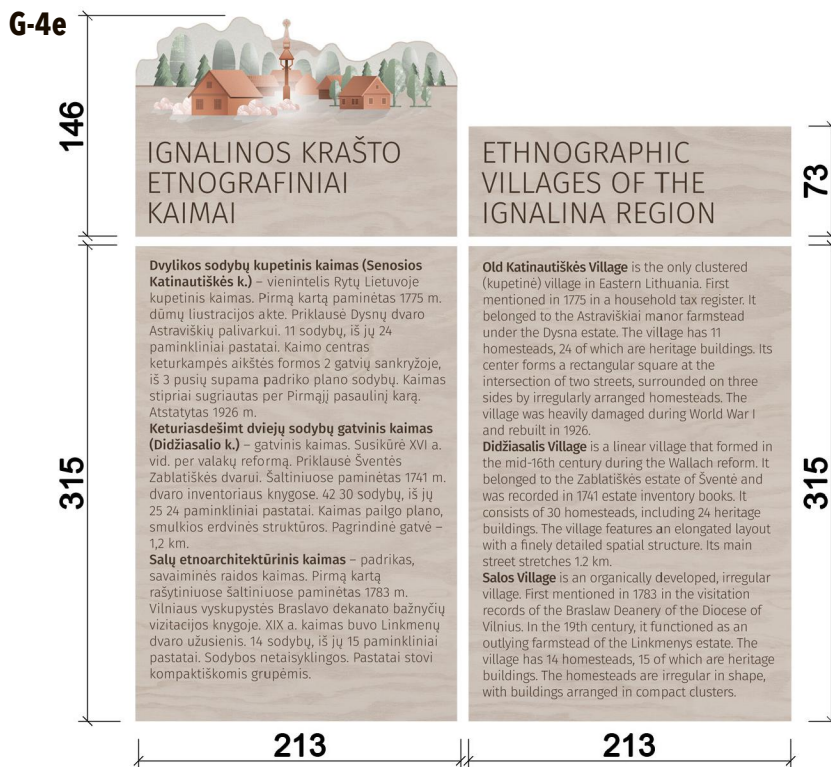 G-4e
146
IGNALINOS KRAŠTO
ETNOGRAFINIAI
KAIMAI
ETHNOGRAPHIC
VILLAGES OF THE
IGNALINA REGION
73
315
Dvylikos sodybų kupetinis kaimas (Senosios
Katinautiškės k.) – vienintelis Rytų Lietuvoje
kupetinis kaimas. Pirmą kartą paminėtas 1775 m.
dūmų liustracijos akte. Priklausė Dysnų dvaro
Astraviškių palivarkui. 11 sodybų, iš jų 24
paminkliniai pastatai. Kaimo centras
keturkampės aikštės formos 2 gatvių sankryžoje,
iš 3 pusių supama padriko plano sodybų. Kaimas
stipriai sugriautas per Pirmąjį pasaulinį karą.
Atstatytas 1926 m.
Keturiasdešimt dviejų sodybų gatvinis kaimas
(Didžiasalio k.) – gatvinis kaimas. Susikūrė XVI a.
vid. per valakų reformą. Priklausė Šventės
Zablatiškės dvarui. Šaltiniuose paminėtas 1741 m.
dvaro inventoriaus knygose. 42 30 sodybų, iš jų
25 24 paminkliniai pastatai. Kaimas pailgo plano,
smulkios erdvinės struktūros. Pagrindinė gatvė –
1,2 km.
Salų etnoarchitektūrinis kaimas – padrikas,
savaiminės raidos kaimas. Pirmą kartą
rašytiniuose šaltiniuose paminėtas 1783 m.
Vilniaus vyskupystės Braslavo dekanato bažnyčių
vizitacijos knygoje. XIX a. kaimas buvo Linkmenų
dvaro užusienis. 14 sodybų, iš jų 15 paminkliniai
pastatai. Sodybos netaisyklingos. Pastatai stovi
kompaktiškomis grupėmis.
Old Katinautiškės Village is the only clustered
(kupetinė) village in Eastern Lithuania. First
mentioned in 1775 in a household tax register. It
belonged to the Astraviškiai manor farmstead
under the Dysna estate. The village has 11
homesteads, 24 of which are heritage buildings. Its
center forms a rectangular square at the
intersection of two streets, surrounded on three
sides by irregularly arranged homesteads. The
village was heavily damaged during World War I
and rebuilt in 1926.
Didžiasalis Village is a linear village that formed in
the mid-16th century during the Wallach reform. It
belonged to the Zablatiškės estate of Šventė and
was recorded in 1741 estate inventory books. It
consists of 30 homesteads, including 24 heritage
buildings. The village features an elongated layout
with a finely detailed spatial structure. Its main
street stretches 1.2 km.
Salos Village is an organically developed, irregular
village. First mentioned in 1783 in the visitation
records of the Braslaw Deanery of the Diocese of
Vilnius. In the 19th century, it functioned as an
outlying farmstead of the Linkmenys estate. The
village has 14 homesteads, 15 of which are heritage
buildings. The homesteads are irregular in shape,
with buildings arranged in compact clusters.
315
213
213